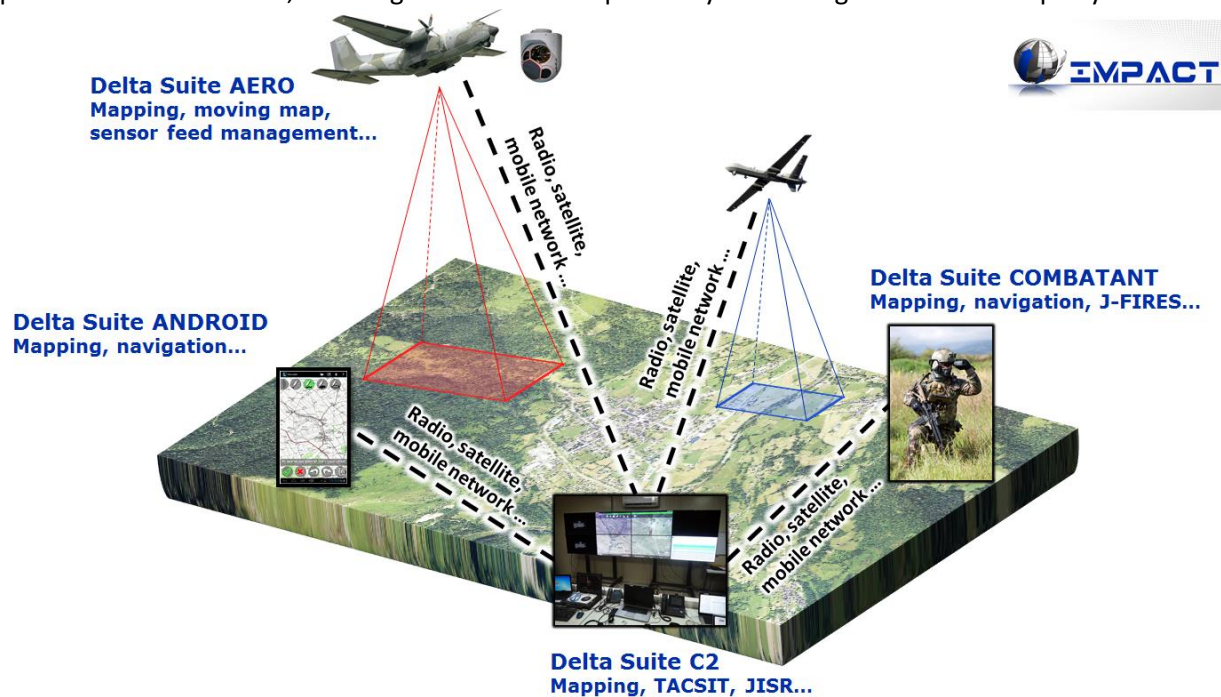 Delta Suite AERO
Mapping, moving map,
sensor feed management...
IMPACT
Radio, satellite,
mobile network ...
Radio, satellite,
mobile network ...
Delta Suite COMBATANT
Mapping, navigation, J-FIRES...
Delta Suite ANDROID
Mapping, navigation...
Radio, satellite,
mobile network ...
Radio, satellite,
mobile network ...
Delta Suite C2
Mapping, TACSIT, JISR...